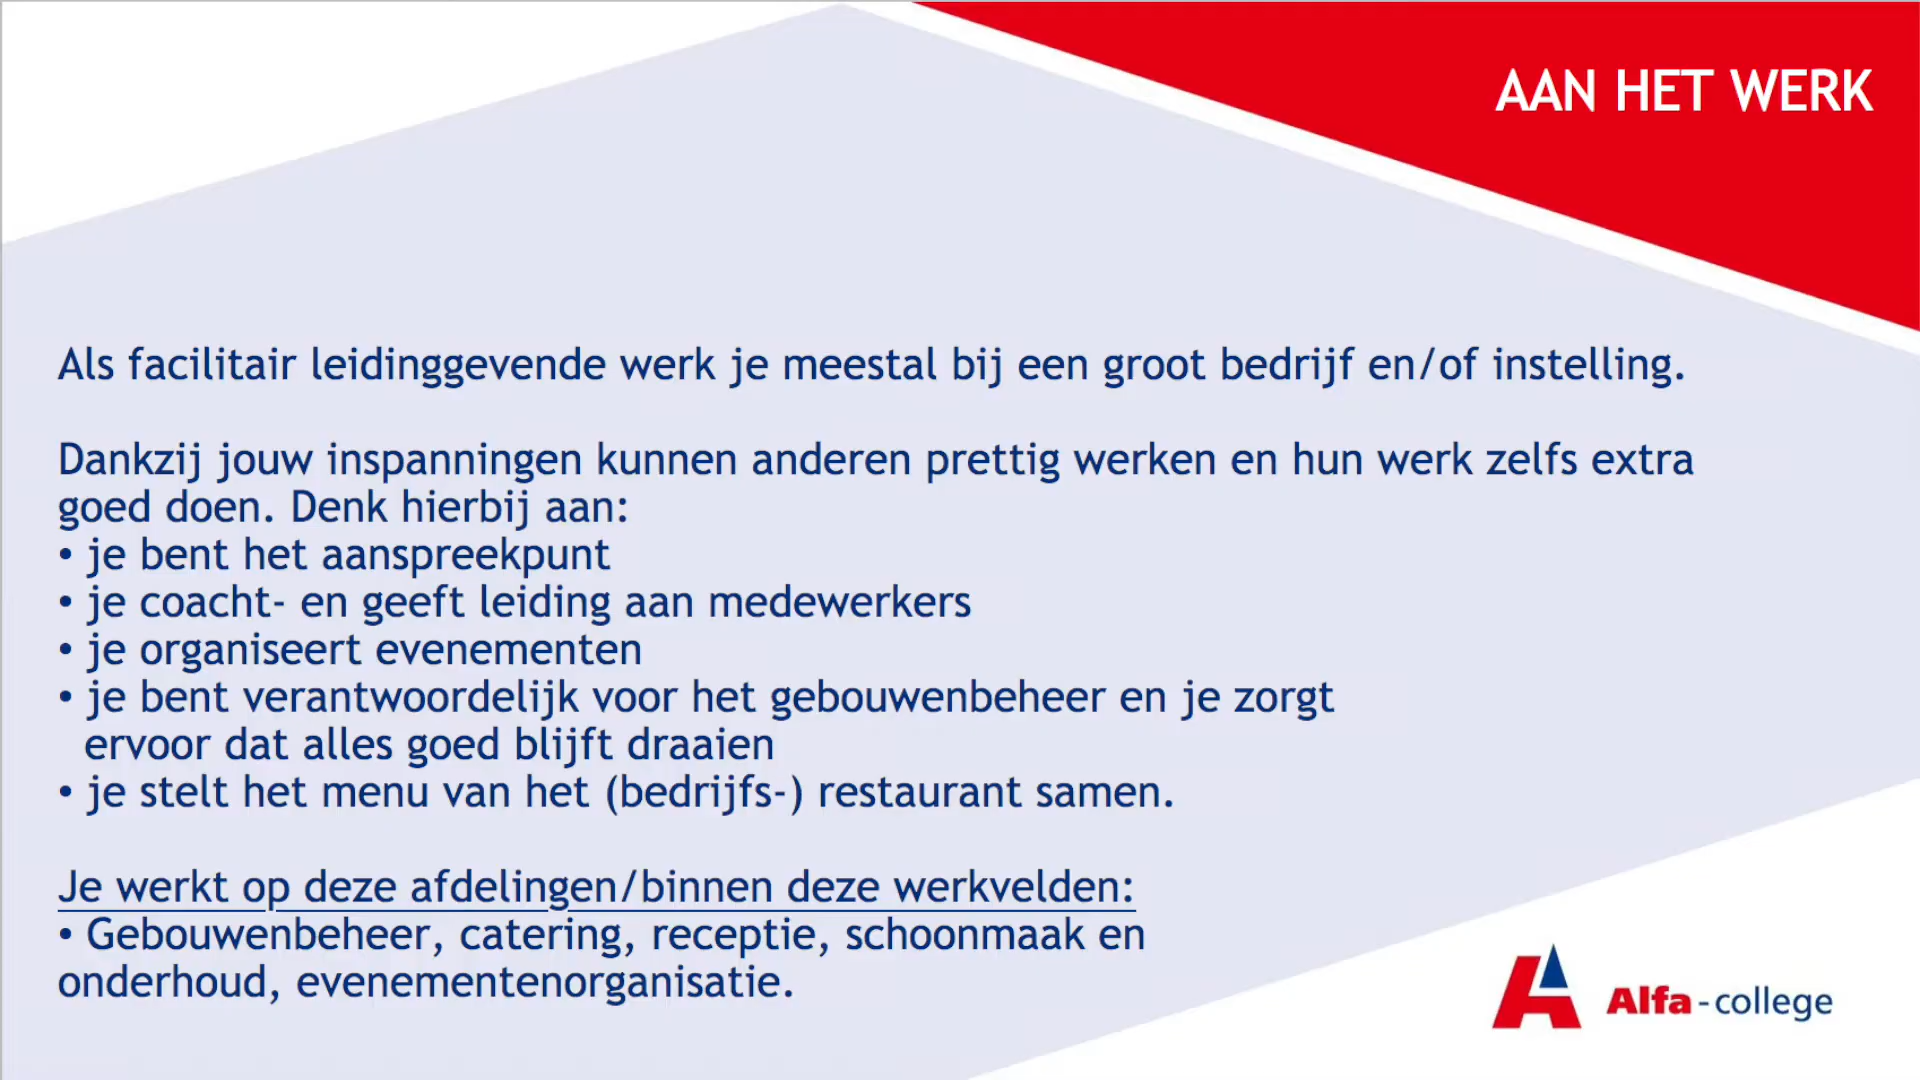 AAN HET WERK
Als facilitair leidinggevende werk je meestal bij een groot bedrijf en/of instelling.
Dankzij jouw inspanningen kunnen anderen prettig werken en hun werk zelfs extra
goed doen. Denk hierbij aan:
• je bent het aanspreekpunt
• je coacht- en geeft leiding aan medewerkers
• je organiseert evenementen
• je bent verantwoordelijk voor het gebouwenbeheer en je zorgt
ervoor dat alles goed blijft draaien
• je stelt het menu van het (bedrijfs-) restaurant samen.
Je werkt op deze afdelingen/binnen deze werkvelden:
• Gebouwenbeheer, catering, receptie, schoonmaak en
onderhoud, evenementenorganisatie.
Alfa-college